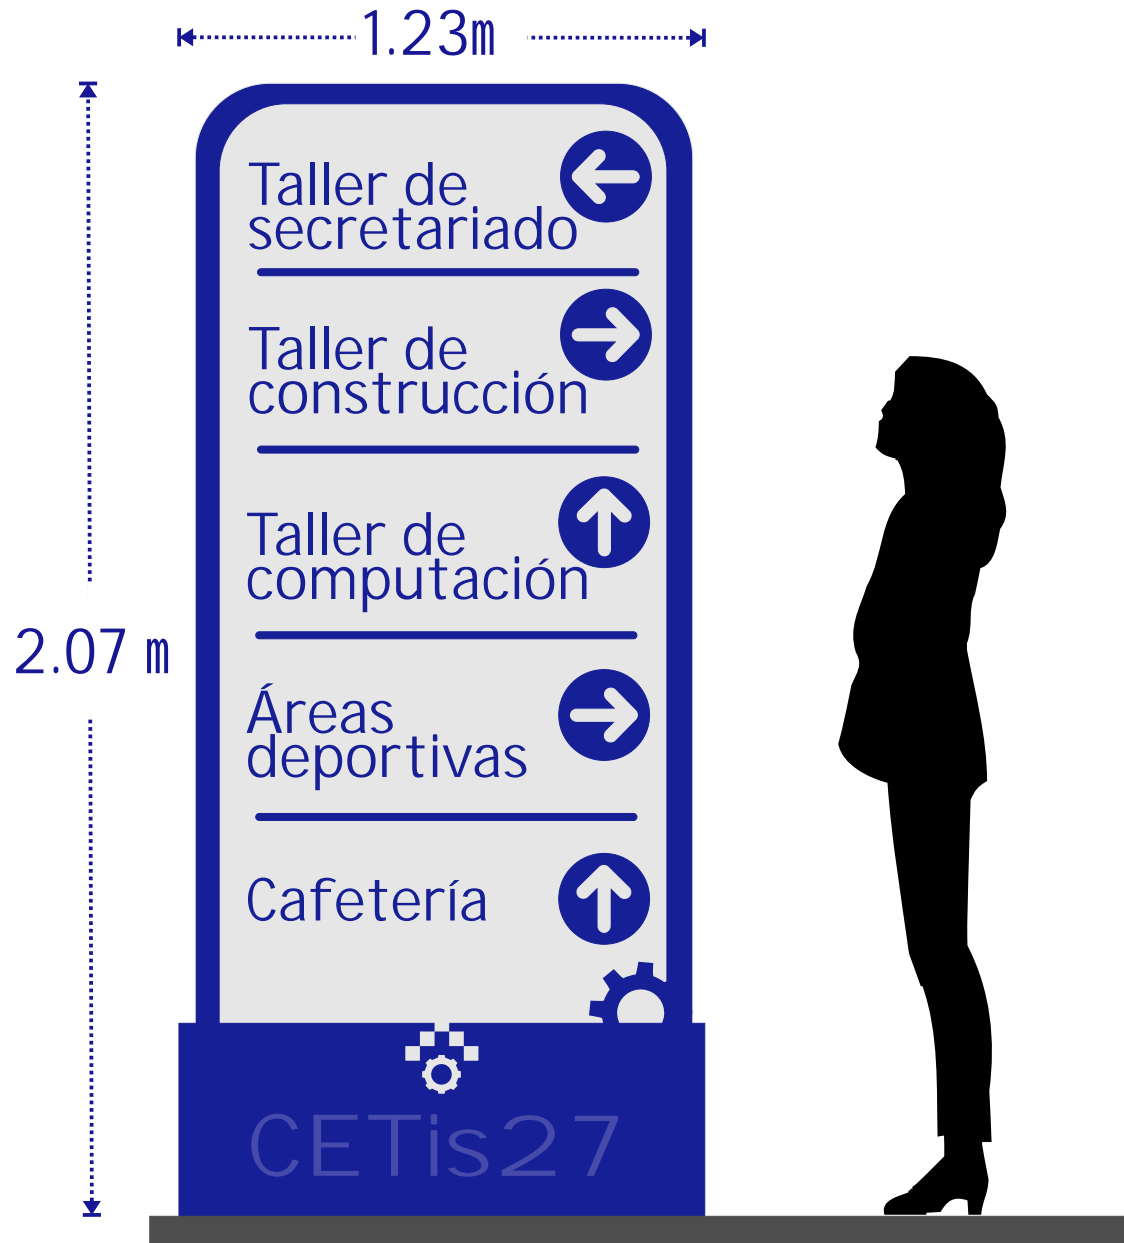 1.23m
2.07 m
Taller de
secretariado
Taller de
construcción
Taller de
computación
Áreas
deportivas
Cafetería
CETis27